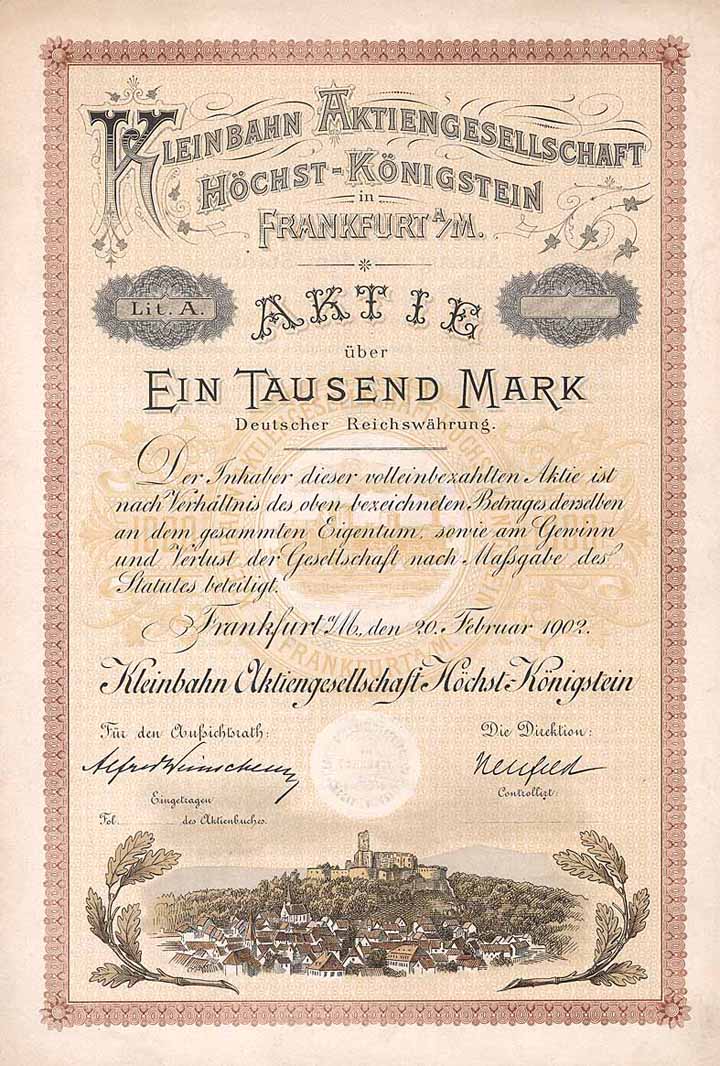 KLEINBAHN AKTIENGESELLSCHAFT
HÖCHST-KÖNIGSTEIN
in
FRANKFURT A/M.
Lit. A.
AKTIE
über
EIN TAUSEND MARK
Deutscher Reichswährung.
Der Inhaber dieser volleinbezahlten Aktie ist
nach Verhältnis des oben bezeichneten Betrages derselben
an dem gesammten Eigentum, sowie am Gewinn
und Verlust der Gesellschaft nach Maßgabe des
Statutes beteiligt.
Frankfurt a/M., den 20. Februar 1902.
Kleinbahn Aktiengesellschaft Höchst-Königstein
Für den Aufsichtsrath:
Die Direktion:
Neufeld
Eingetragen
Controllirt:
Fol. des Aktienbuches.